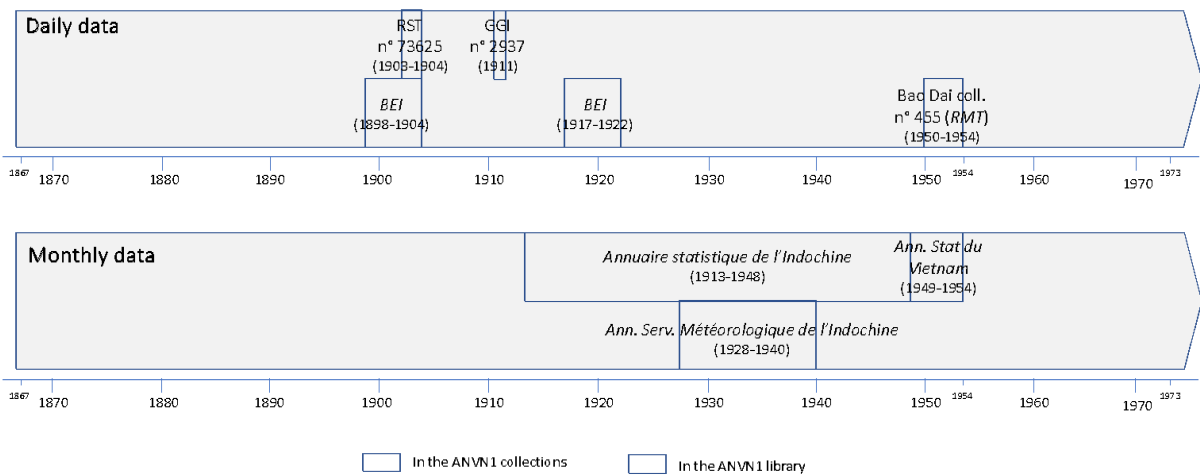 Daily data
RST
n° 73625
(1903-1904)
GGI
n° 2937
(1911)
BEI
(1898-1904)
BEI
(1917-1922)
Bao Dai coll.
n° 455 (RMT)
(1950-1954)
1867 1870 1880 1890 1900 1910 1920 1930 1940 1950 1954 1960 1970 1973
Monthly data
Annuaire statistique de l'Indochine
(1913-1948)
Ann. Stat du
Vietnam
(1949-1954)
Ann. Serv. Météorologique de l'Indochine
(1928-1940)
1867 1870 1880 1890 1900 1910 1920 1930 1940 1950 1954 1960 1970 1973
In the ANVN1 collections
In the ANVN1 library